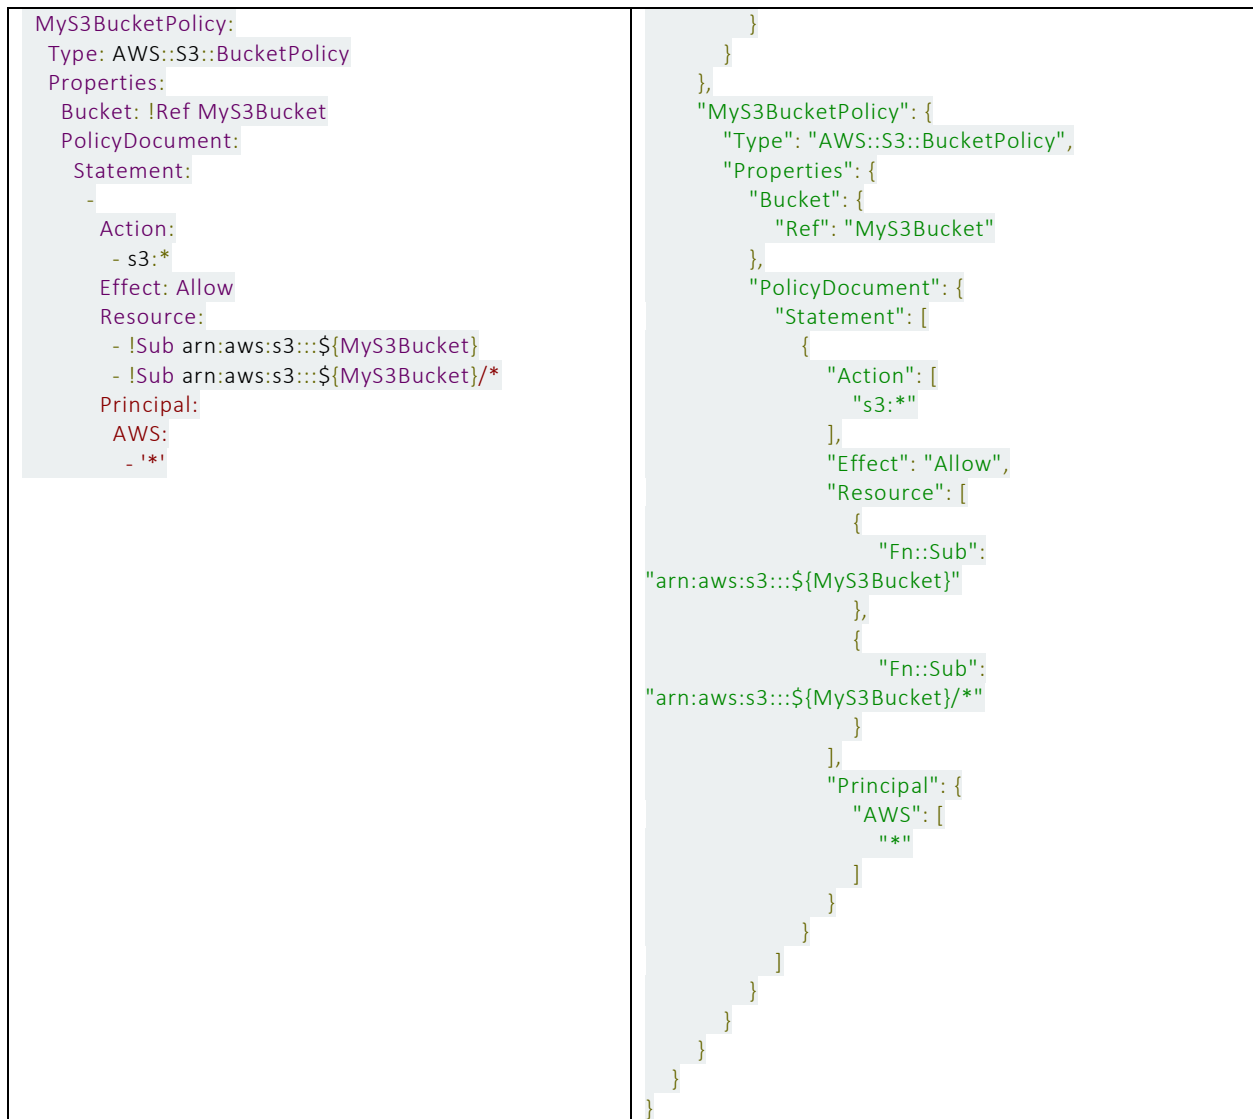 MyS3BucketPolicy:
Type: AWS::S3::BucketPolicy
Properties:
Bucket: !Ref MyS3Bucket
PolicyDocument:
Statement:
-
Action:
- s3:*
Effect: Allow
Resource:
- !Sub arn:aws:s3:::${MyS3Bucket}
- !Sub arn:aws:s3:::${MyS3Bucket}/*
Principal:
AWS:
- '*'
}
}
},
"MyS3BucketPolicy": {
"Type": "AWS::S3::BucketPolicy",
"Properties": {
"Bucket": {
"Ref": "MyS3Bucket"
},
"PolicyDocument": {
"Statement": [
{
"Action": [
"s3:*"
],
"Effect": "Allow",
"Resource": [
{
"Fn::Sub":
"arn:aws:s3:::${MyS3Bucket}"
},
{
"Fn::Sub":
"arn:aws:s3:::${MyS3Bucket}/*"
}
],
"Principal": {
"AWS": [
"*"
]
}
}
]
}
}
}
}
}